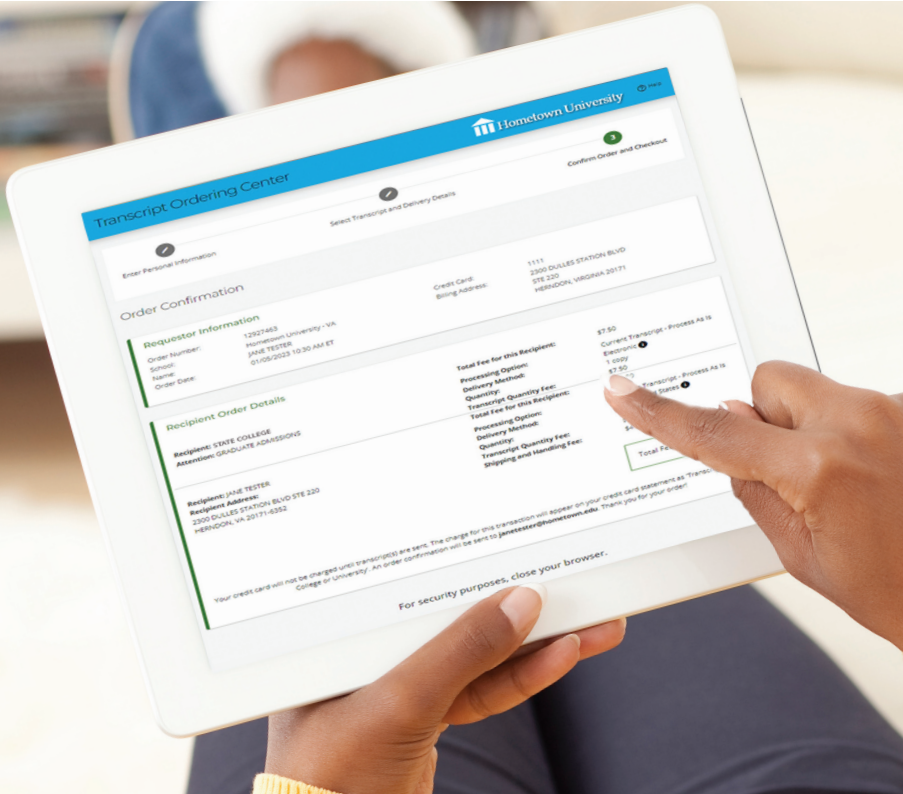 Transcript Ordering Center
Hometown University
Help
Enter Personal Information
Select Transcript and Delivery Details
3
Confirm Order and Checkout
Order Confirmation
Requestor Information
Order Number: 12927463
School: Hometown University - VA
Name: JANE TESTER
Order Date: 01/05/2023 10:30 AM ET
Credit Card: 1111
Billing Address: 2300 DULLES STATION BLVD
STE 220
HERNDON, VIRGINIA 20171
Recipient Order Details
Recipient: STATE COLLEGE
Attention: GRADUATE ADMISSIONS
Total Fee for this Recipient: $7.50
Processing Option: Current Transcript - Process As Is
Delivery Method: Electronic
Quantity: 1 copy
Transcript Quantity Fee: $7.50
Recipient: JANE TESTER
Recipient Address:
2300 DULLES STATION BLVD STE 220
HERNDON, VA 20171-6352
Total Fee for this Recipient:
Processing Option: Transcript - Process As Is
Delivery Method: States
Quantity:
Transcript Quantity Fee:
Shipping and Handling Fee:
Total Fe
Your credit card will not be charged until transcript(s) are sent. The charge for this transaction will appear on your credit card statement as 'Transc
College or University'. An order confirmation will be sent to janetester@hometown.edu. Thank you for your order!
For security purposes, close your browser.